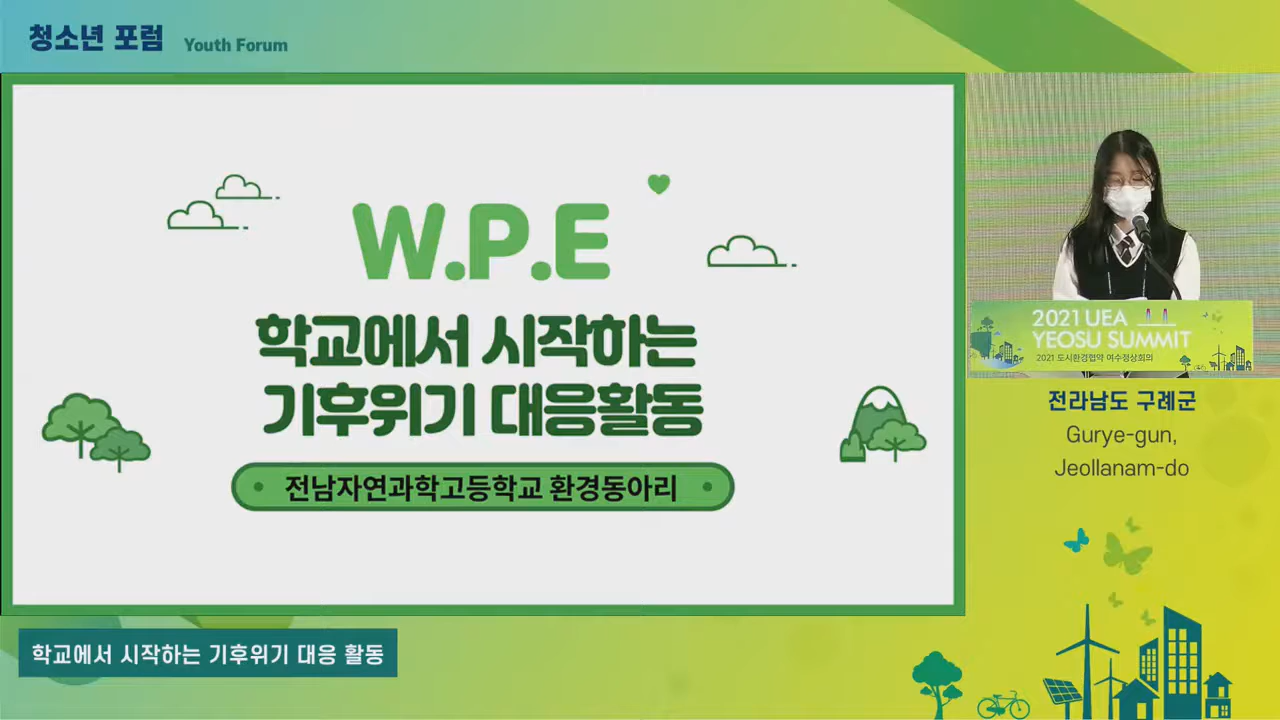 청소년 포럼 Youth Forum
W.P.E
학교에서 시작하는
기후위기 대응활동
전남자연과학고등학교 환경동아리
2021 UEA
YEOSU SUMMIT
2021 도시환경협약 여수정상회의
전라남도 구례군
Gurye-gun,
Jeollanam-do
학교에서 시작하는 기후위기 대응 활동